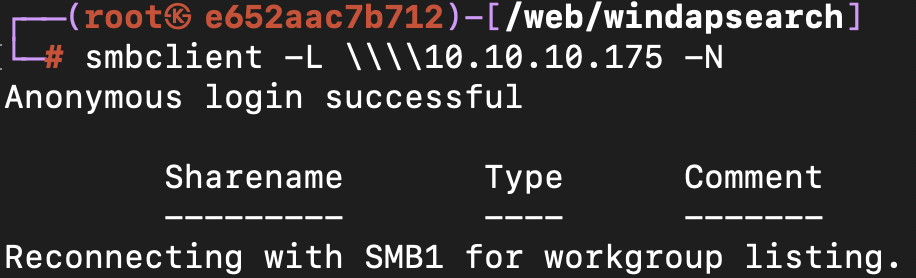 ┌──(root㉿e652aac7b712)-[/web/windapsearch]
└─# smbclient -L \\\\10.10.10.175 -N
Anonymous login successful
Sharename Type Comment
--------- ---- -------
Reconnecting with SMB1 for workgroup listing.